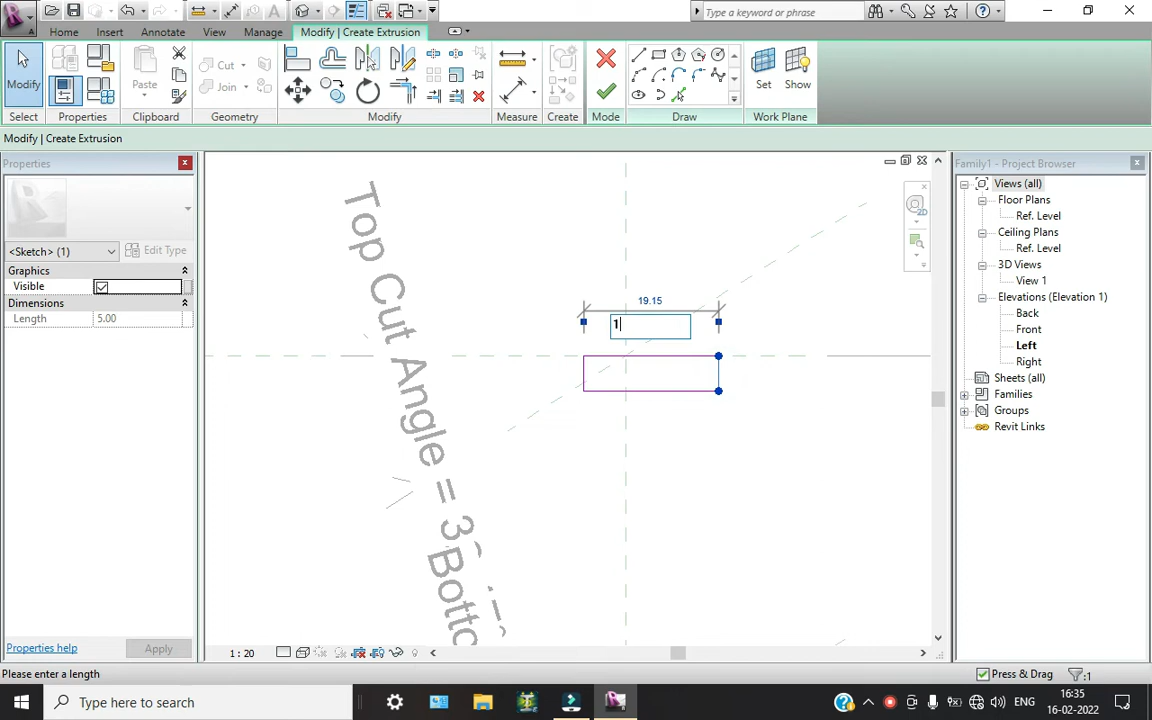 Type a keyword or phrase
Home
Insert
Annotate
View
Manage
Modify | Create Extrusion
Modify
Paste
Cut
Join
Set
Show
Select
Properties
Clipboard
Geometry
Modify
Measure
Create
Mode
Draw
Work Plane
Modify | Create Extrusion
Properties
<Sketch> (1)
Edit Type
Graphics
Visible
Dimensions
Length
5.00
Properties help
Apply
Top Cut Angle = 3
Botto
19.15
1
2D
1 : 20
Family1 - Project Browser
Views (all)
Floor Plans
Ref. Level
Ceiling Plans
Ref. Level
3D Views
View 1
Elevations (Elevation 1)
Back
Front
Left
Right
Sheets (all)
Families
Groups
Revit Links
Please enter a length
Press & Drag
:1
Type here to search
ENG
16:35
16-02-2022